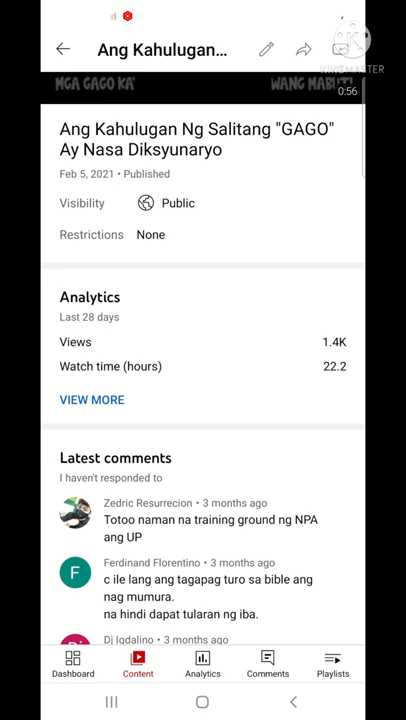 Ang Kahulugan...
KINEMASTER
MGA GAGO KA'
WANG MABUTI
0:56
Ang Kahulugan Ng Salitang "GAGO"
Ay Nasa Diksyunaryo
Feb 5, 2021 • Published
Visibility Public
Restrictions None
Analytics
Last 28 days
Views 1.4K
Watch time (hours) 22.2
VIEW MORE
Latest comments
I haven't responded to
Zedric Resurrecion • 3 months ago
Totoo naman na training ground ng NPA
ang UP
F
Ferdinand Florentino • 3 months ago
c ile lang ang tagapag turo sa bible ang
nag mumura.
na hindi dapat tularan ng iba.
Dj Igdalino • 3 months ago
Dashboard Content Analytics Comments Playlists